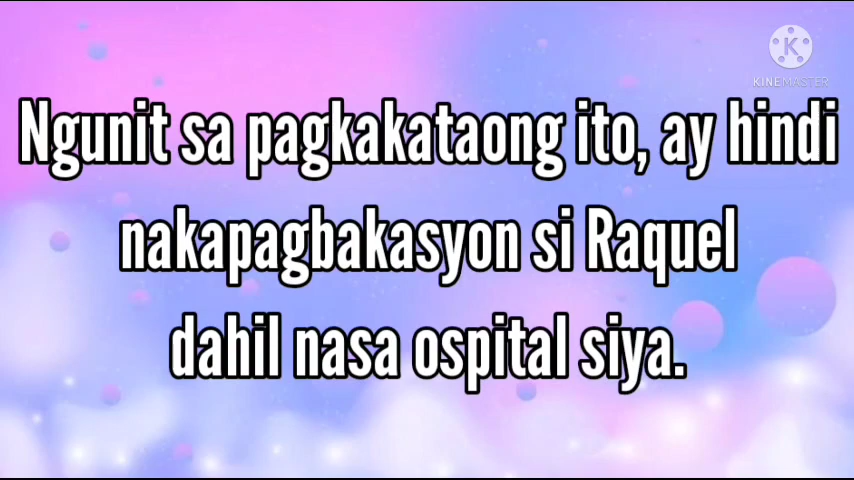 KINEMASTER
Ngunit sa pagkakataong ito, ay hindi
nakapagbakasyon si Raquel
dahil nasa ospital siya.